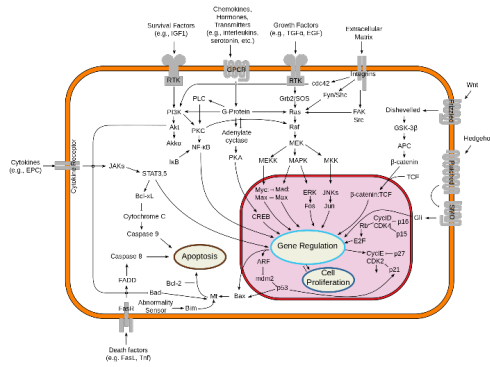 Survival Factors
(e.g., IGF1)
Chemokines,
Hormones,
Transmitters
(e.g., interleukins,
serotonin, etc.)
Growth Factors
(e.g., TGFα, EGF)
Extracellular
Matrix
RTK
GPCR
RTK
Integrins
cdc42
Wnt
PLC
Grb2/SOS
Fyn/Shc
PI3K
G Protein
Ras
FAK
Src
Dishevelled
Frizzled
Akt
PKC
Adenylate
cyclase
Raf
GSK-3β
Hedgehog
Akkα
NF-κB
MEK
APC
IκB
PKA
MEKK
MAPK
MKK
β-catenin
Patched
Cytokines
(e.g., EPC)
Cytokine Receptor
JAKs
STAT3,5
TCF
Myc
Mad:
Max
Max
ERK
JNKs
β-catenin:TCF
Bcl-xL
Fos
Jun
SMO
Cytochrome C
CREB
Gli
CycID
p16
Rb
CDK4
p15
Caspase 9
Gene Regulation
E2F
Caspase 8
Apoptosis
ARF
CycIE
p27
CDK2
p21
FADD
mdm2
Cell
Proliferation
Bcl-2
p53
Bad
Mt
Bax
FasR
Abnormality
Sensor
Bim
Death factors
(e.g. FasL, Tnf)